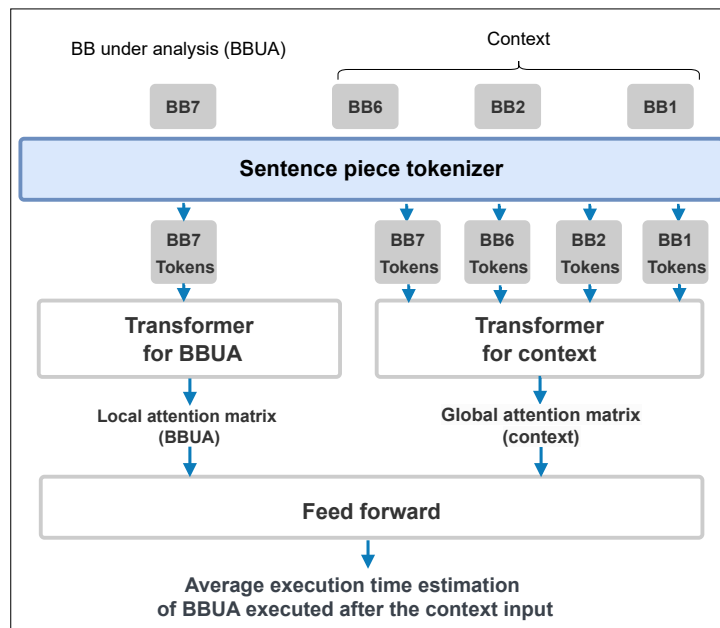 BB under analysis (BBUA)
Context
BB7
BB6
BB2
BB1
Sentence piece tokenizer
BB7
Tokens
BB7
Tokens
BB6
Tokens
BB2
Tokens
BB1
Tokens
Transformer
for BBUA
Transformer
for context
Local attention matrix
(BBUA)
Global attention matrix
(context)
Feed forward
Average execution time estimation
of BBUA executed after the context input